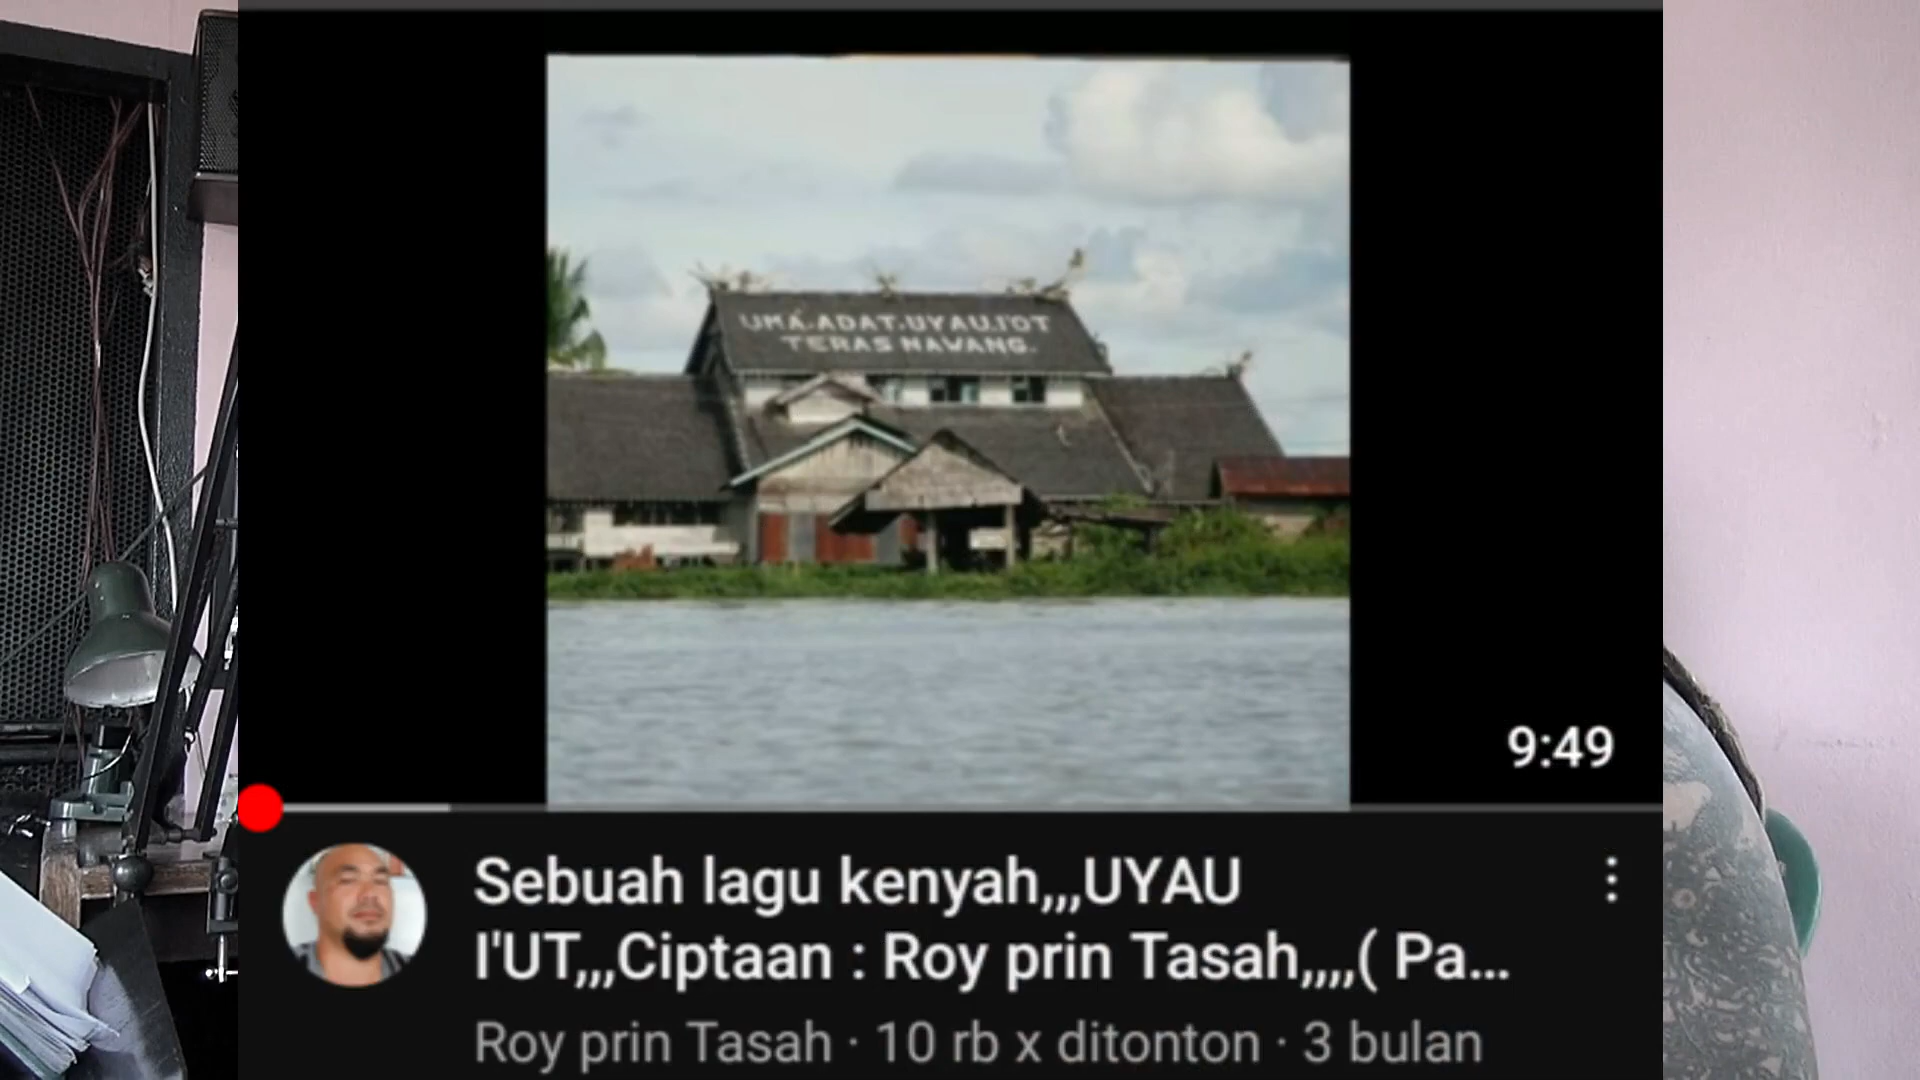 UMA.ADAT.UYAU.I'OT
TERAS NAWANG.
9:49
Sebuah lagu kenyah,,,UYAU
I'UT,,,Ciptaan : Roy prin Tasah,,,,( Pa...
Roy prin Tasah · 10 rb x ditonton · 3 bulan